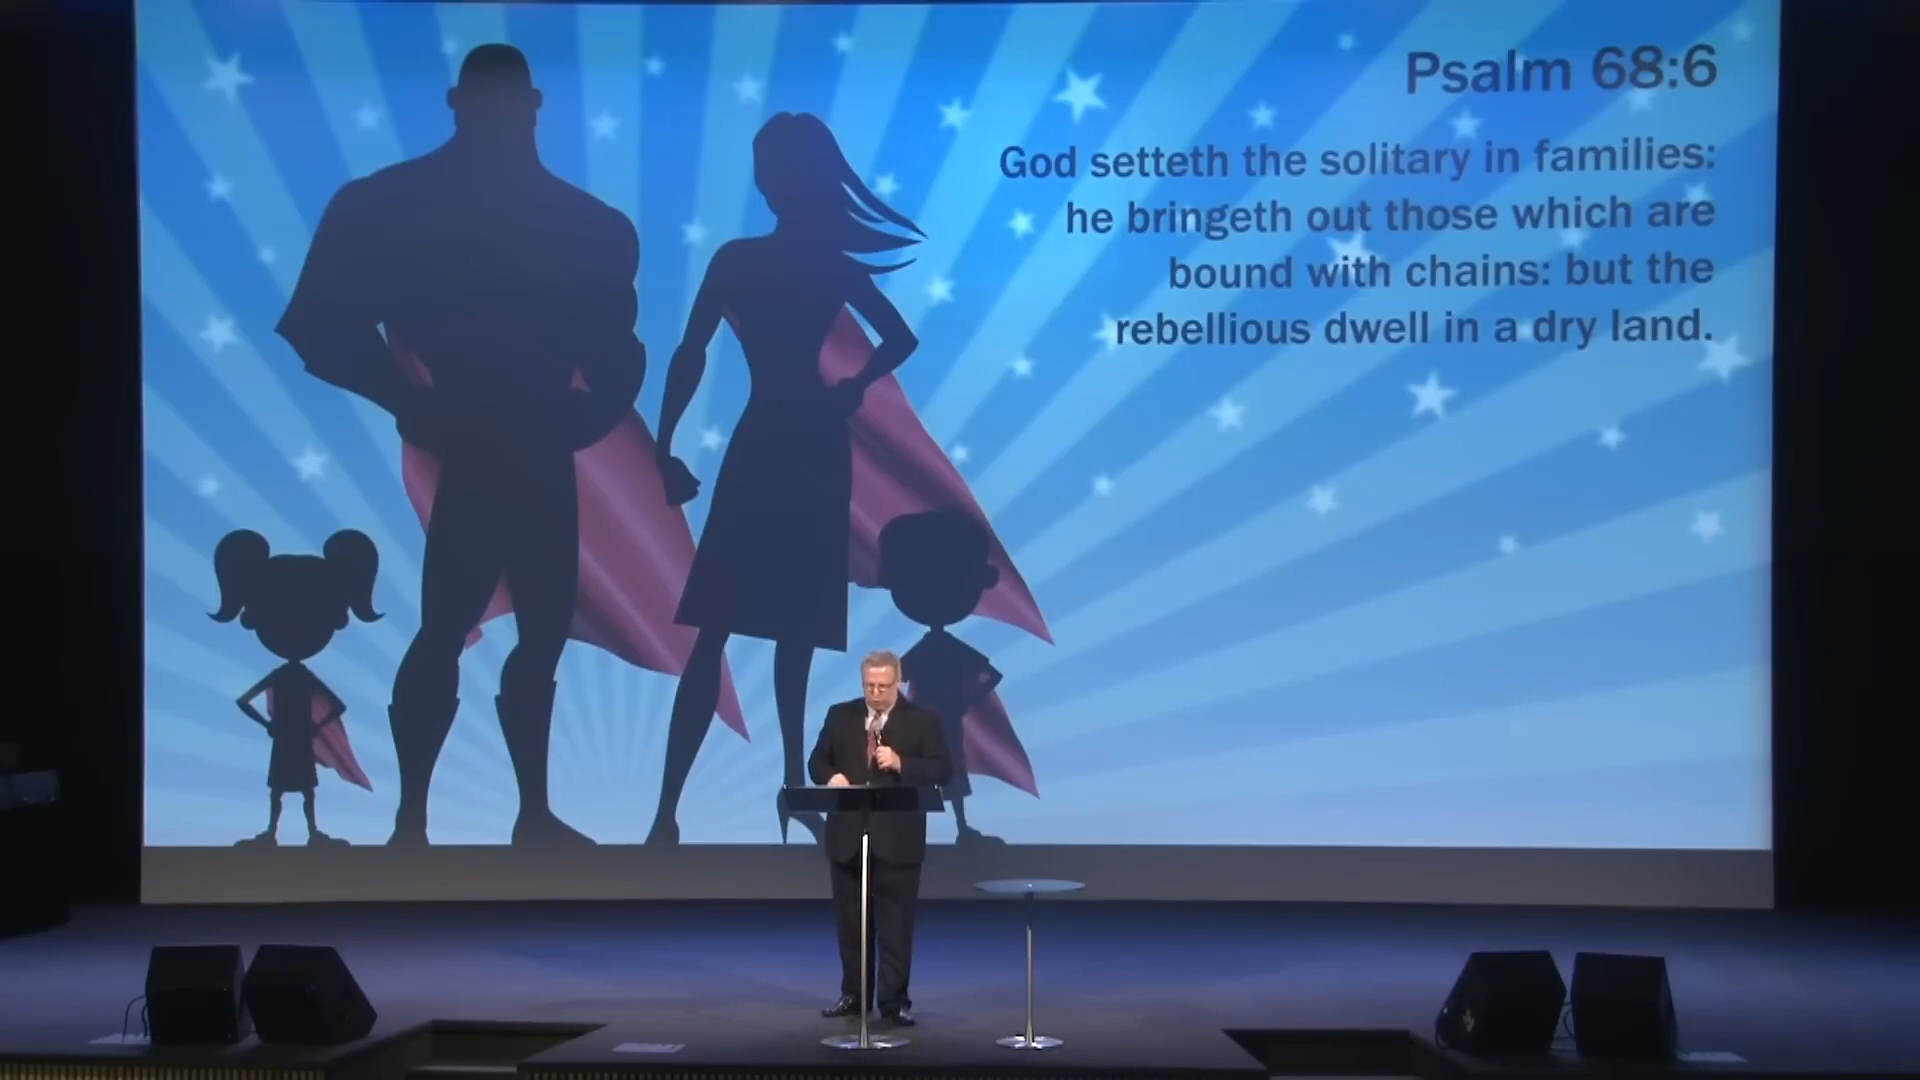 Psalm 68:6
God setteth the solitary in families:
he bringeth out those which are
bound with chains: but the
rebellious dwell in a dry land.